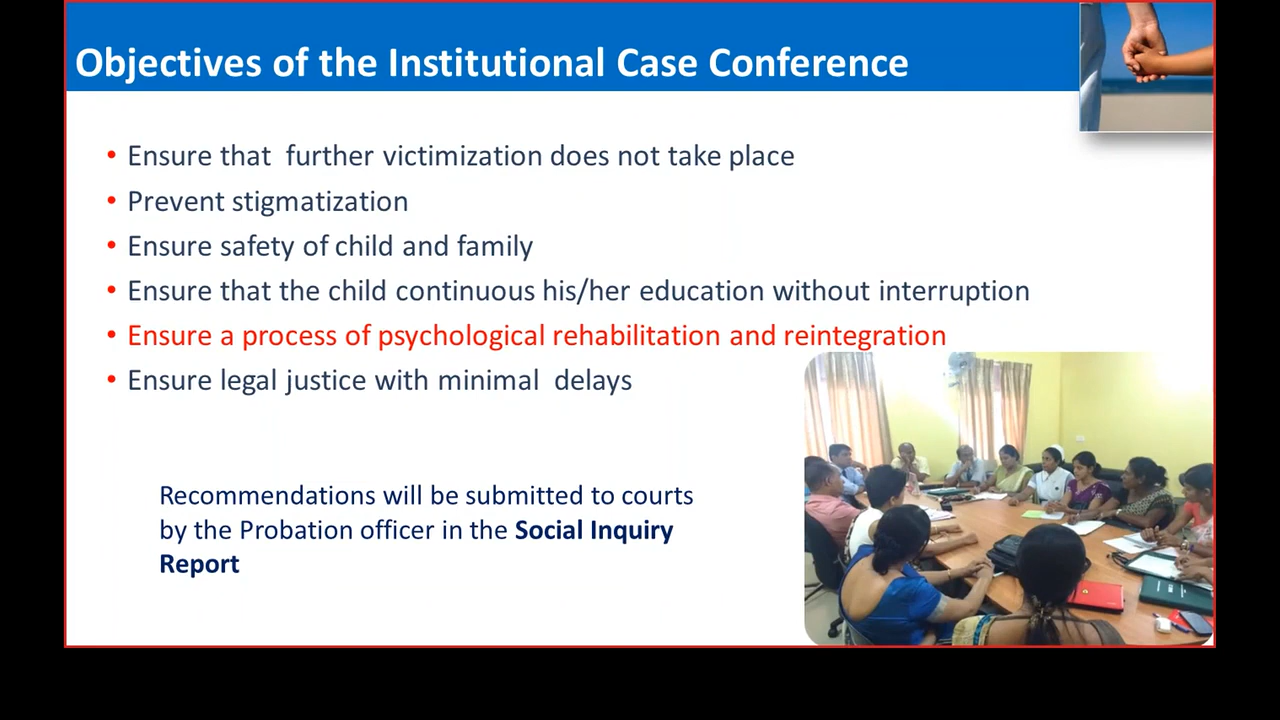 Objectives of the Institutional Case Conference
• Ensure that  further victimization does not take place
• Prevent stigmatization
• Ensure safety of child and family
• Ensure that the child continuous his/her education without interruption
• Ensure a process of psychological rehabilitation and reintegration
• Ensure legal justice with minimal  delays
Recommendations will be submitted to courts
by the Probation officer in the Social Inquiry
Report